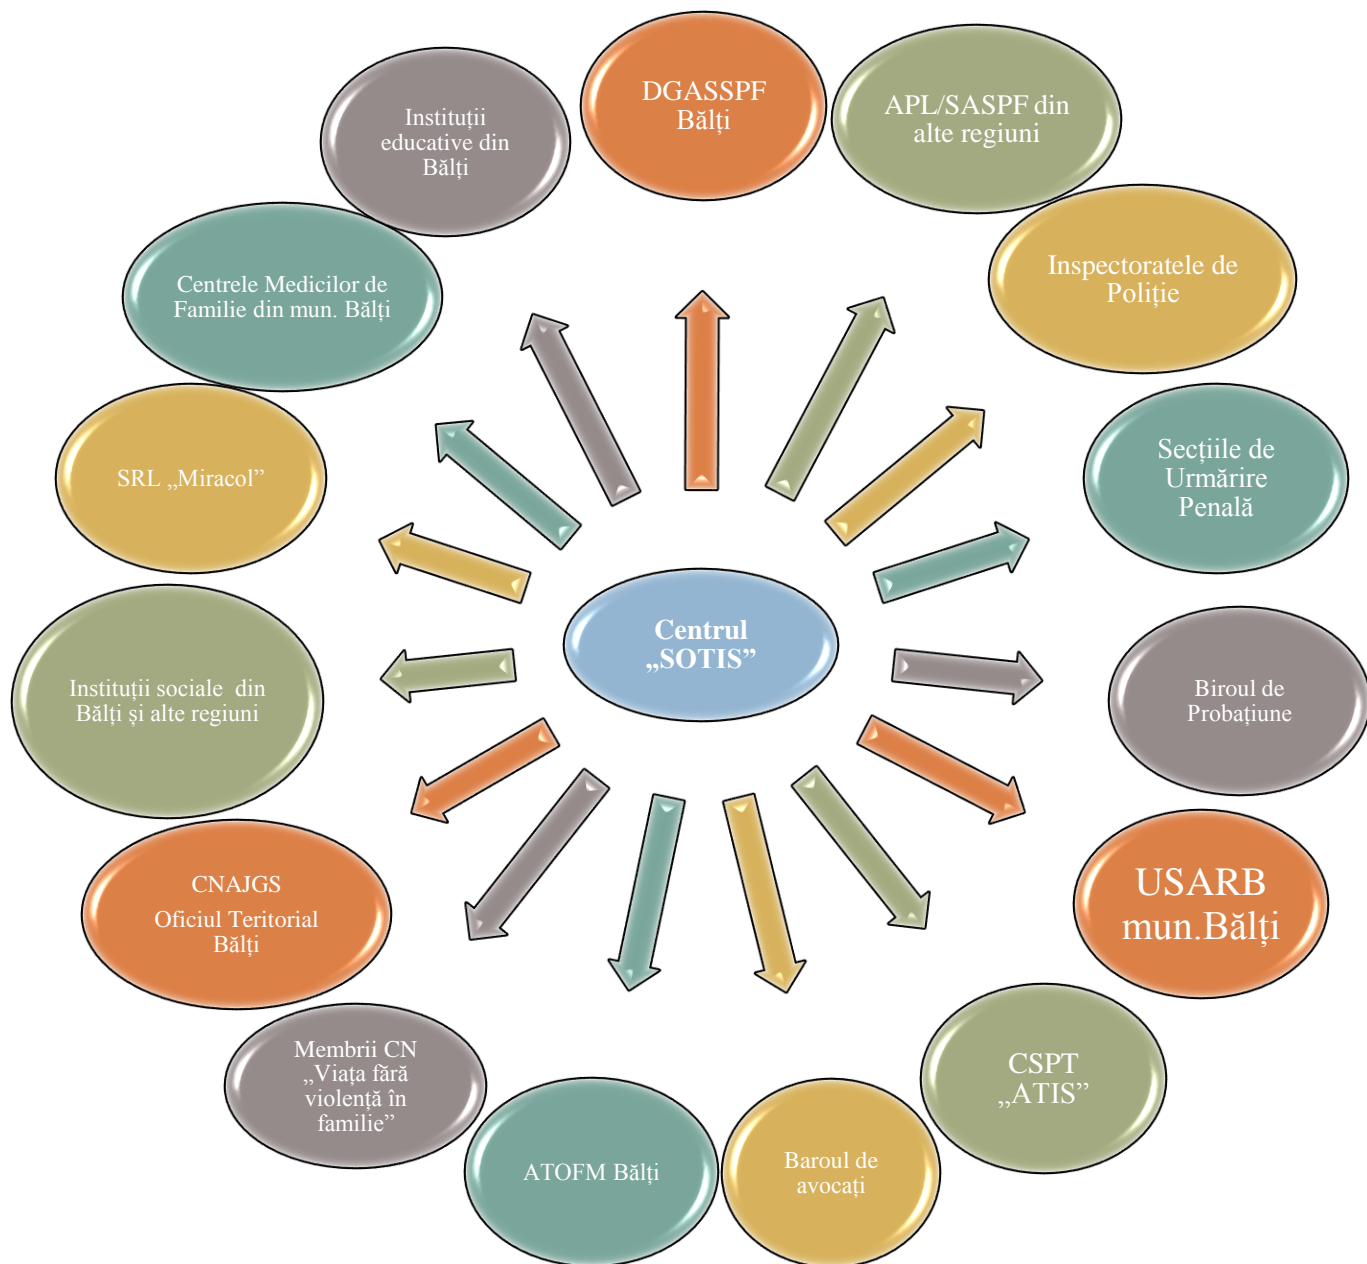 DGASSPF
Bălți
APL/SASPF din
alte regiuni
Inspectoratele de
Poliție
Secțiile de
Urmărire
Penală
Biroul de
Probațiune
USARB
mun.Bălți
CSPT
„ATIS”
Baroul de
avocați
ATOFM Bălți
Membrii CN
„Viața fără
violență în
familie”
CNAJGS
Oficiul Teritorial
Bălți
Instituții sociale din
Bălți și alte regiuni
SRL „Miracol”
Centrele Medicilor de
Familie din mun. Bălți
Instituții
educative din
Bălți
Centrul
„SOTIS”